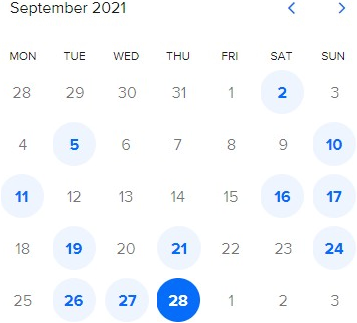 September 2021
MON TUE WED THU FRI SAT SUN
28 29 30 31 1 2 3
4 5 6 7 8 9 10
11 12 13 14 15 16 17
18 19 20 21 22 23 24
25 26 27 28 1 2 3